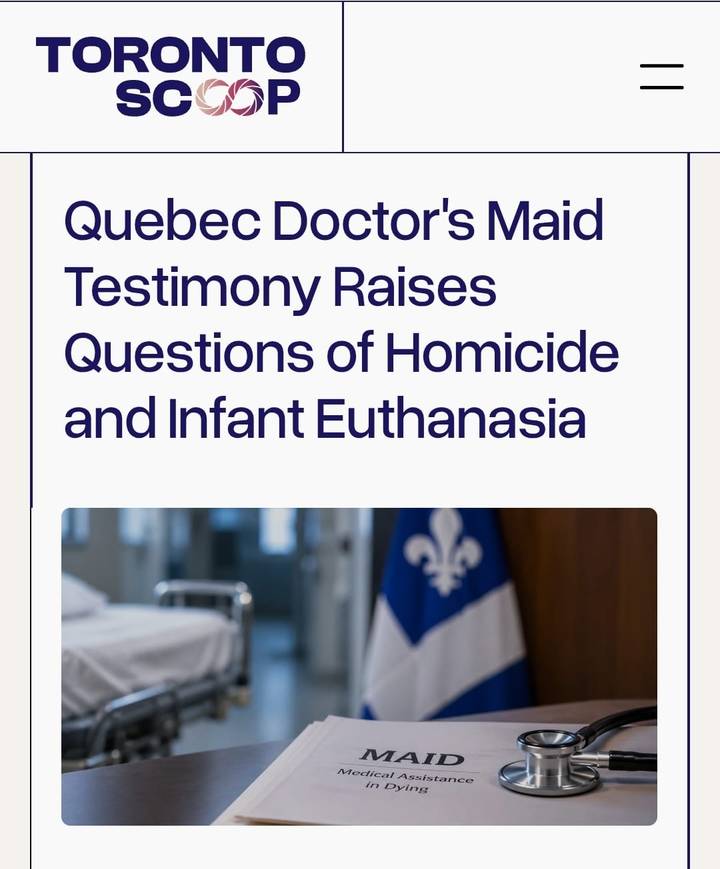 TORONTO
SCOOP
Quebec Doctor's Maid
Testimony Raises
Questions of Homicide
and Infant Euthanasia
MAID
Medical Assistance
in Dying